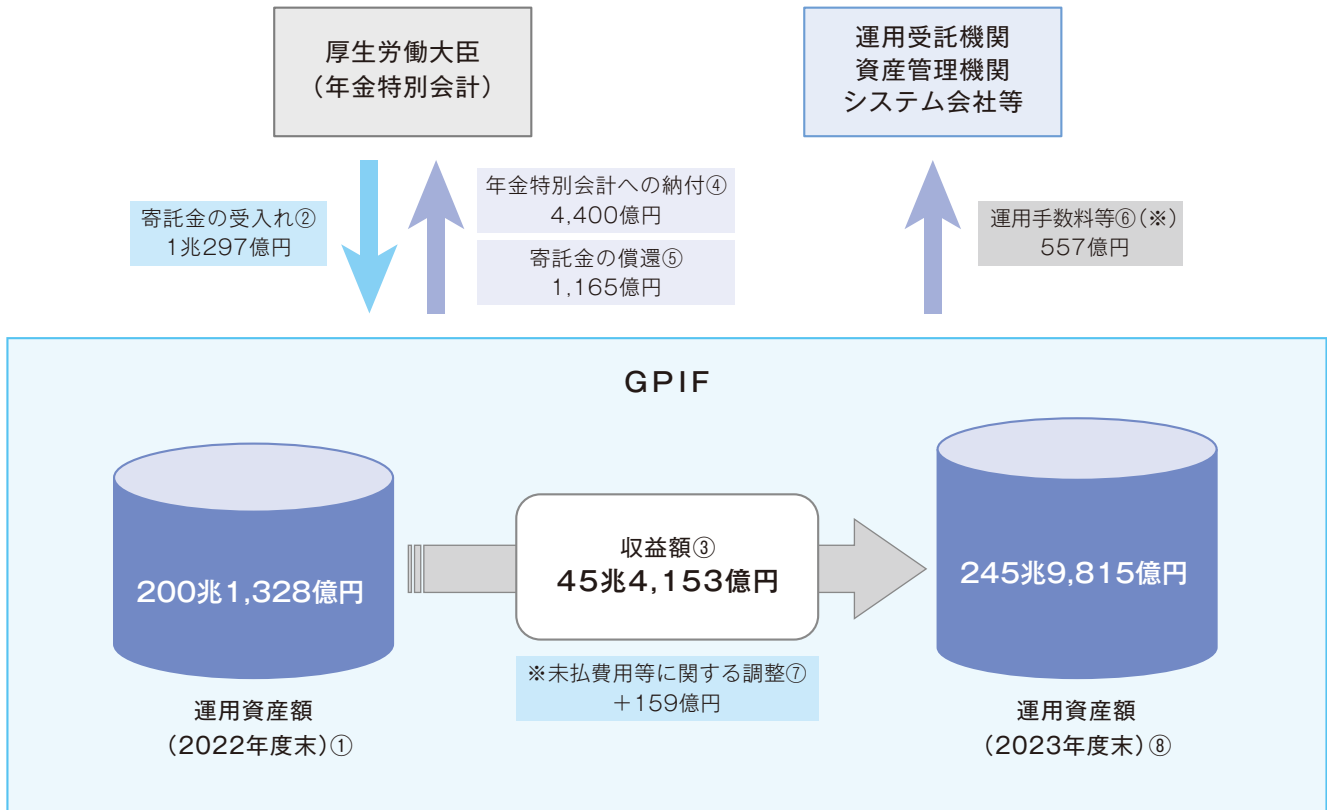 厚生労働大臣
（年金特別会計）
運用受託機関
資産管理機関
システム会社等
寄託金の受入れ②
1兆297億円
年金特別会計への納付④
4,400億円
寄託金の償還⑤
1,165億円
運用手数料等⑥(※)
557億円
GPIF
200兆1,328億円
収益額③
45兆4,153億円
245兆9,815億円
※未払費用等に関する調整⑦
＋159億円
運用資産額
（2022年度末）①
運用資産額
（2023年度末）⑧